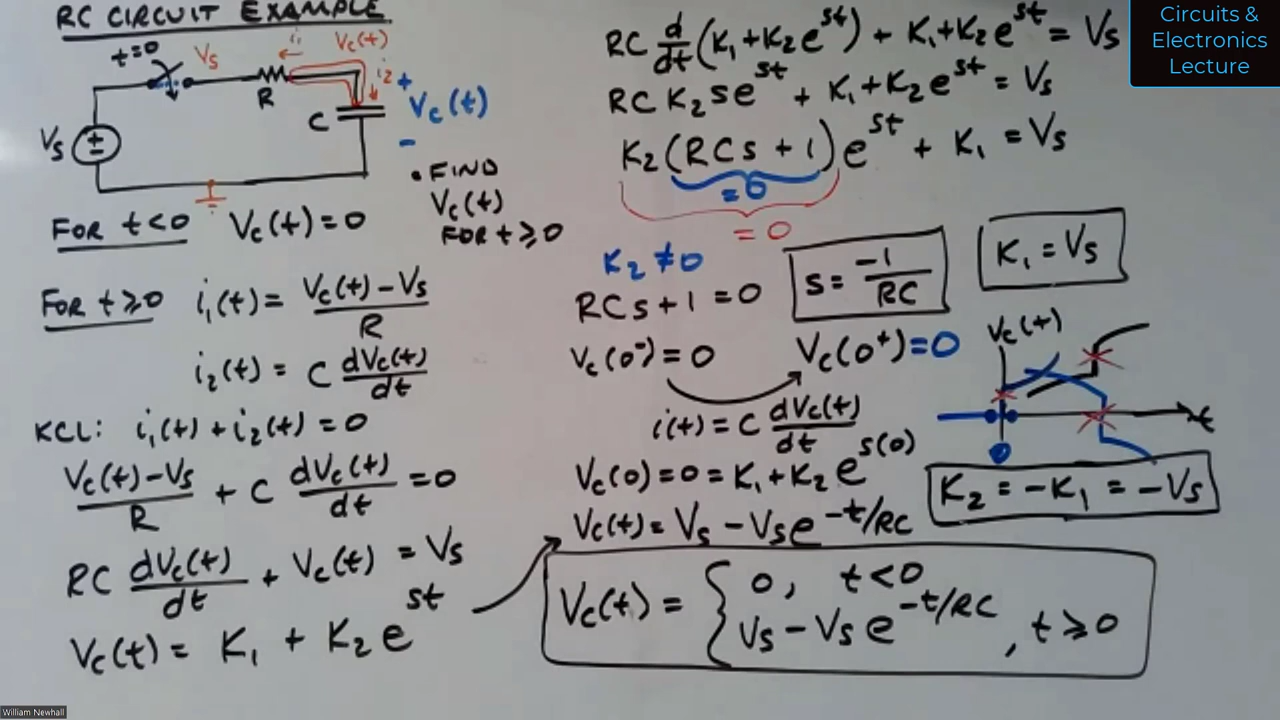 RC CIRCUIT EXAMPLE
t=0
Vs
i₁
Vc(t)
i₂
R
C
+
Vc(t)
-
Vs
±
• FIND
Vc(t)
FOR t ≥ 0
FOR t<0 Vc(t) = 0
FOR t≥0 i₁(t) = (Vc(t) - Vs)/R
i₂(t) = C dVc(t)/dt
KCL: i₁(t) + i₂(t) = 0
(Vc(t) - Vs)/R + C dVc(t)/dt = 0
RC dVc(t)/dt + Vc(t) = Vs
Vc(t) = K₁ + K₂ e^st
RC d/dt (K₁+K₂e^st) + K₁+K₂e^st = Vs
RC K₂ s e^st + K₁+K₂e^st = Vs
K₂ (RCs + 1) e^st + K₁ = Vs
= 0
= 0
K₂ ≠ 0
RCs + 1 = 0
s = -1/RC
K₁ = Vs
Vc(0⁻) = 0
Vc(0⁺) = 0
Vc(t)
t
0
i(t) = C dVc(t)/dt
Vc(0) = 0 = K₁ + K₂ e^s(0)
K₂ = -K₁ = -Vs
Vc(t) = Vs - Vs e^-t/RC
Vc(t) = { 0, t<0
Vs - Vs e^-t/RC, t ≥ 0
Circuits &
Electronics
Lecture
William Newhall